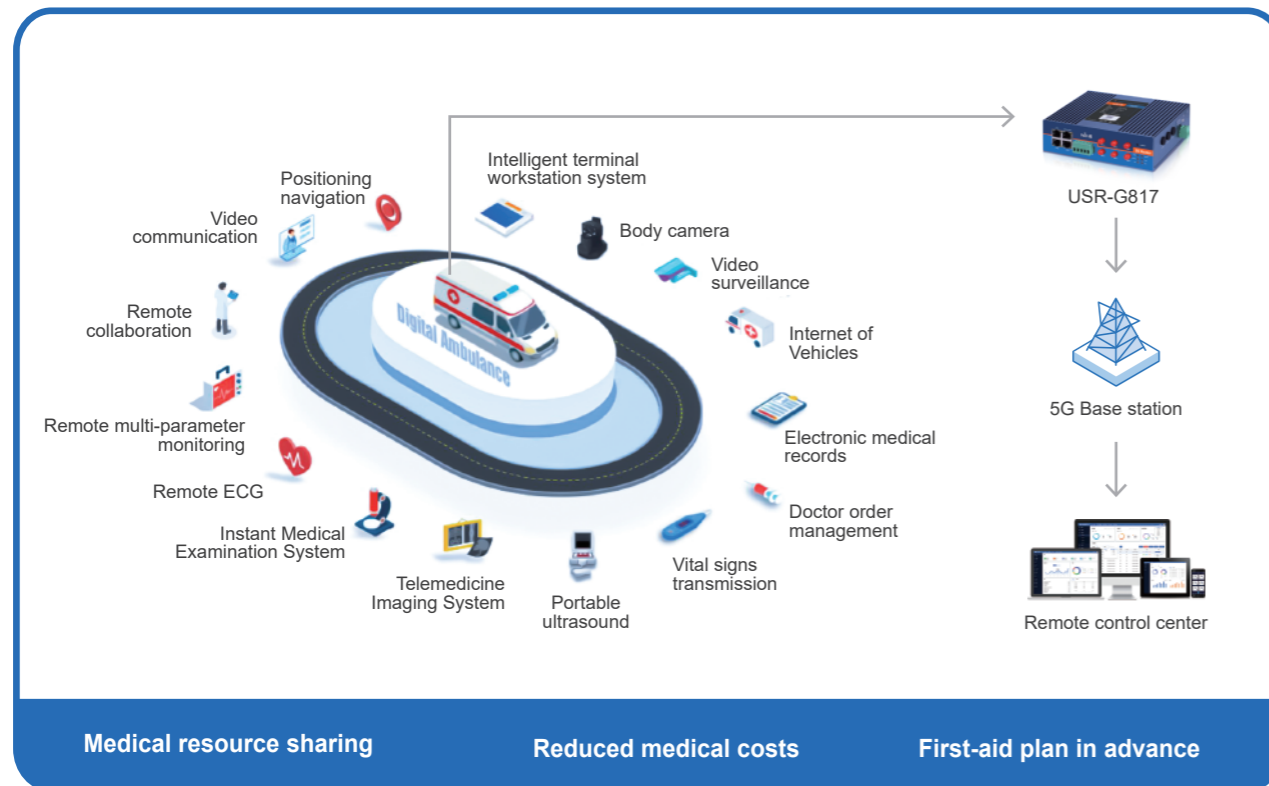 Positioning
navigation
Intelligent terminal
workstation system
USR-G817
Video
communication
Body camera
Video
surveillance
Remote
collaboration
Digital Ambulance
Internet of
Vehicles
5G Base station
Remote multi-parameter
monitoring
Electronic medical
records
Remote ECG
Doctor order
management
Instant Medical
Examination System
Vital signs
transmission
Telemedicine
Imaging System
Portable
ultrasound
Remote control center
Medical resource sharing
Reduced medical costs
First-aid plan in advance